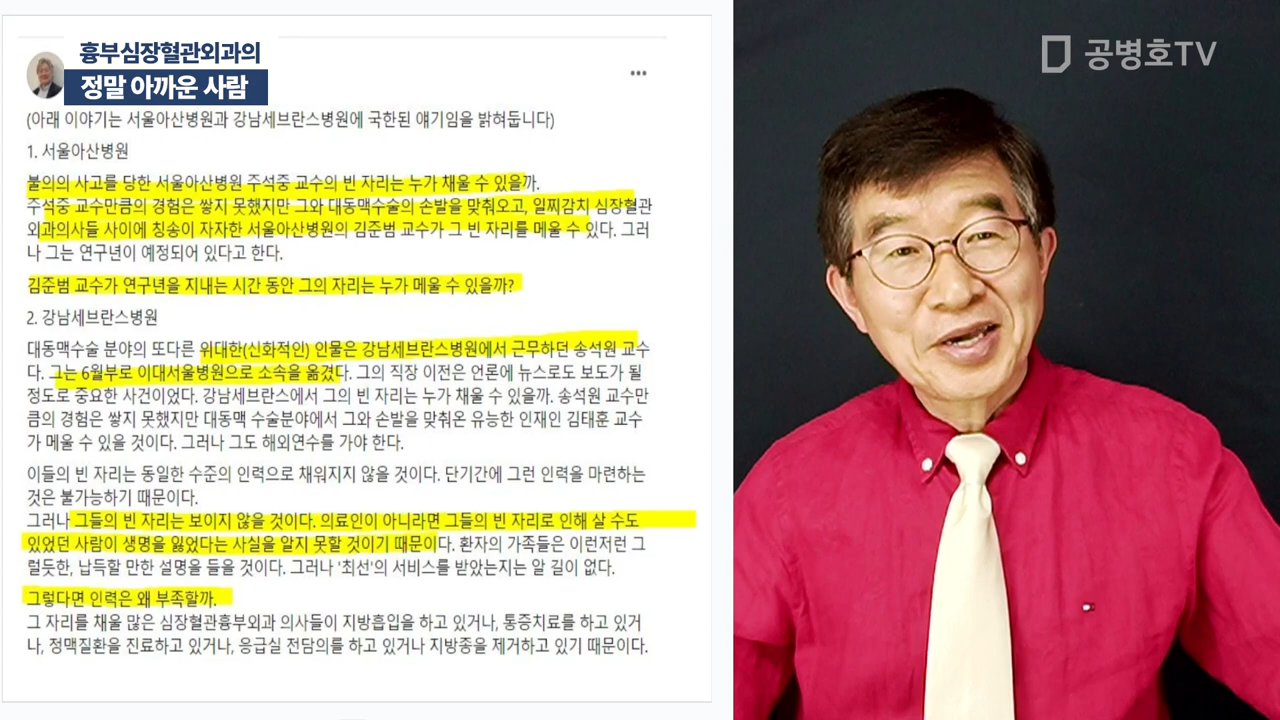 흉부심장혈관외과의
정말 아까운 사람
공병호TV
(아래 이야기는 서울아산병원과 강남세브란스병원에 국한된 얘기임을 밝혀둡니다)
1. 서울아산병원
불의의 사고를 당한 서울아산병원 주석중 교수의 빈 자리는 누가 채울 수 있을까.
주석중 교수만큼의 경험은 쌓지 못했지만 그와 대동맥수술의 손발을 맞춰오고, 일찌감치 심장혈관
외과의사들 사이에 칭송이 자자한 서울아산병원의 김준범 교수가 그 빈 자리를 메울 수 있다. 그러
나 그는 연구년이 예정되어 있다고 한다.
김준범 교수가 연구년을 지내는 시간 동안 그의 자리는 누가 메울 수 있을까?
2. 강남세브란스병원
대동맥수술 분야의 또다른 위대한(신화적인) 인물은 강남세브란스병원에서 근무하던 송석원 교수
다. 그는 6월부로 이대서울병원으로 소속을 옮겼다. 그의 직장 이전은 언론에 뉴스로도 보도가 될
정도로 중요한 사건이었다. 강남세브란스에서 그의 빈 자리는 누가 채울 수 있을까. 송석원 교수만
큼의 경험은 쌓지 못했지만 대동맥 수술분야에서 그와 손발을 맞춰온 유능한 인재인 김태훈 교수
가 메울 수 있을 것이다. 그러나 그도 해외연수를 가야 한다.
이들의 빈 자리는 동일한 수준의 인력으로 채워지지 않을 것이다. 단기간에 그런 인력을 마련하는
것은 불가능하기 때문이다.
그러나 그들의 빈 자리는 보이지 않을 것이다. 의료인이 아니라면 그들의 빈 자리로 인해 살 수도
있었던 사람이 생명을 잃었다는 사실을 알지 못할 것이기 때문이다. 환자의 가족들은 이런저런 그
럴듯한, 납득할 만한 설명을 들을 것이다. 그러나 '최선'의 서비스를 받았는지는 알 길이 없다.
그렇다면 인력은 왜 부족할까.
그 자리를 채울 많은 심장혈관흉부외과 의사들이 지방흡입을 하고 있거나, 통증치료를 하고 있거
나, 정맥질환을 진료하고 있거나, 응급실 전담의를 하고 있거나 지방종을 제거하고 있기 때문이다.